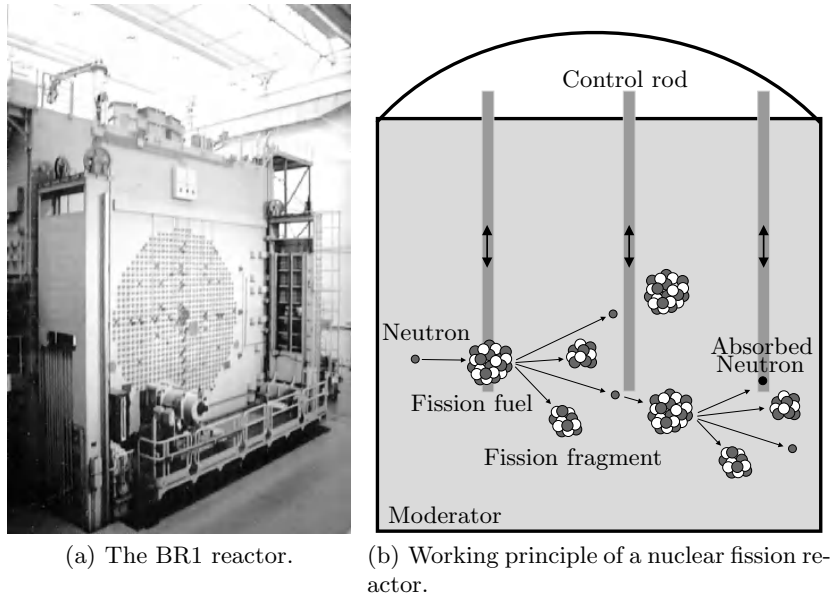 Control rod
Neutron
Absorbed
Neutron
Fission fuel
Fission fragment
Moderator
(a) The BR1 reactor.
(b) Working principle of a nuclear fission re-
actor.